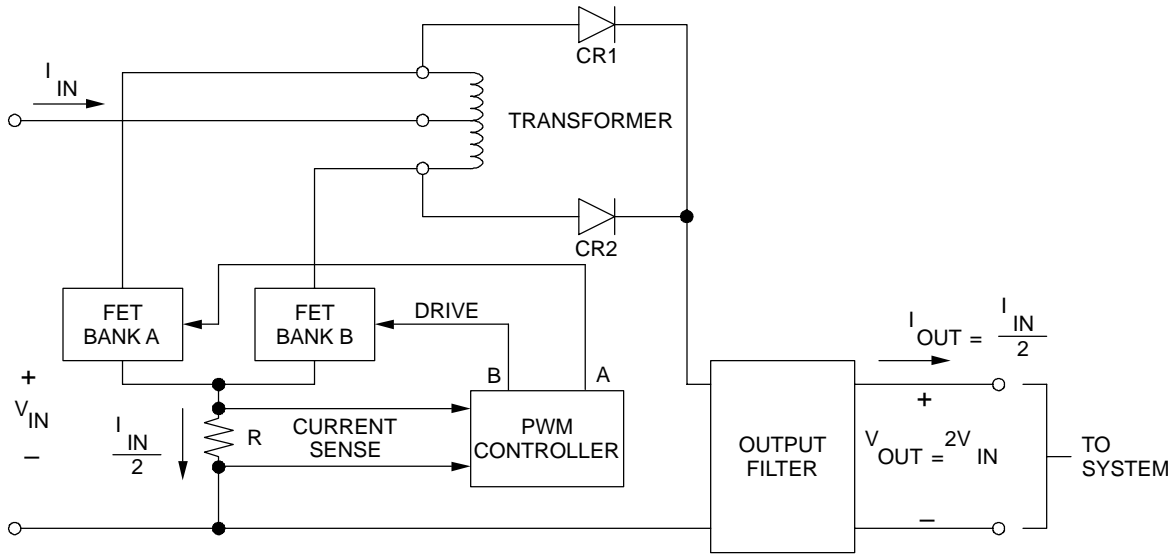 CR1
I IN
TRANSFORMER
CR2
FET
BANK A
FET
BANK B
DRIVE
B
A
I OUT = I IN
2
+
V IN
−
I IN
2
R
CURRENT
SENSE
PWM
CONTROLLER
OUTPUT
FILTER
+
V OUT = 2V IN
−
TO
SYSTEM